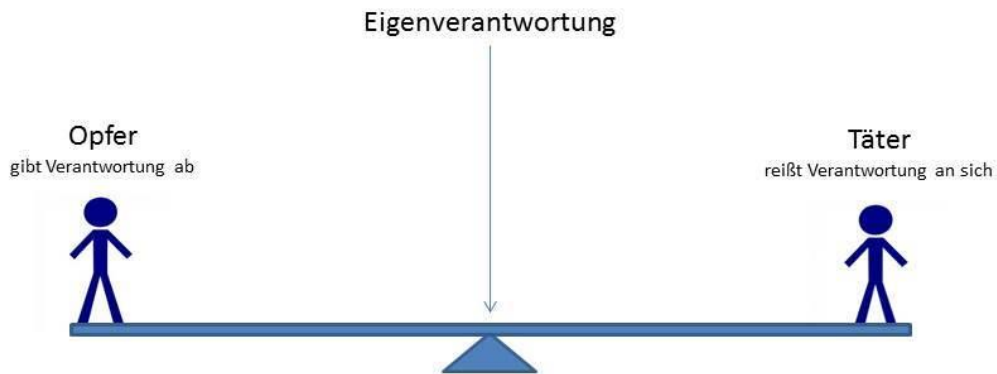 Eigenverantwortung
Opfer
gibt Verantwortung ab
Täter
reißt Verantwortung an sich